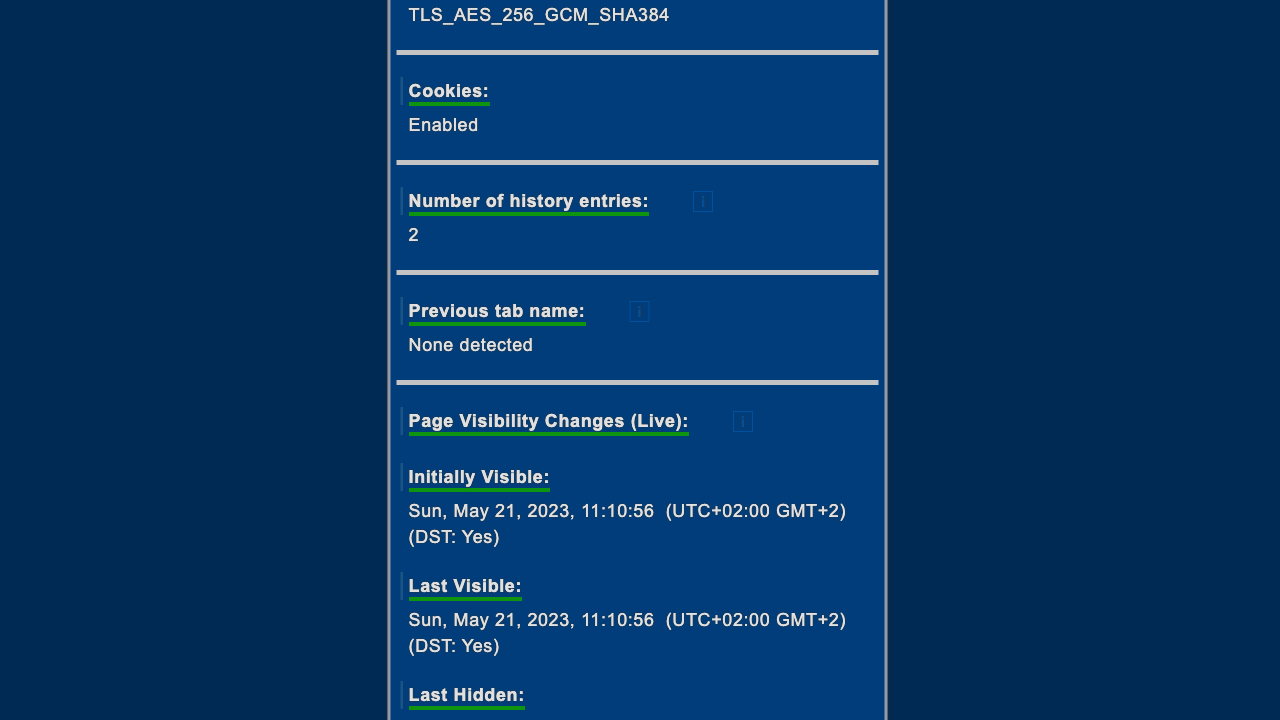 TLS_AES_256_GCM_SHA384
Cookies:
Enabled
Number of history entries: i
2
Previous tab name: i
None detected
Page Visibility Changes (Live): i
Initially Visible:
Sun, May 21, 2023, 11:10:56 (UTC+02:00 GMT+2)
(DST: Yes)
Last Visible:
Sun, May 21, 2023, 11:10:56 (UTC+02:00 GMT+2)
(DST: Yes)
Last Hidden: